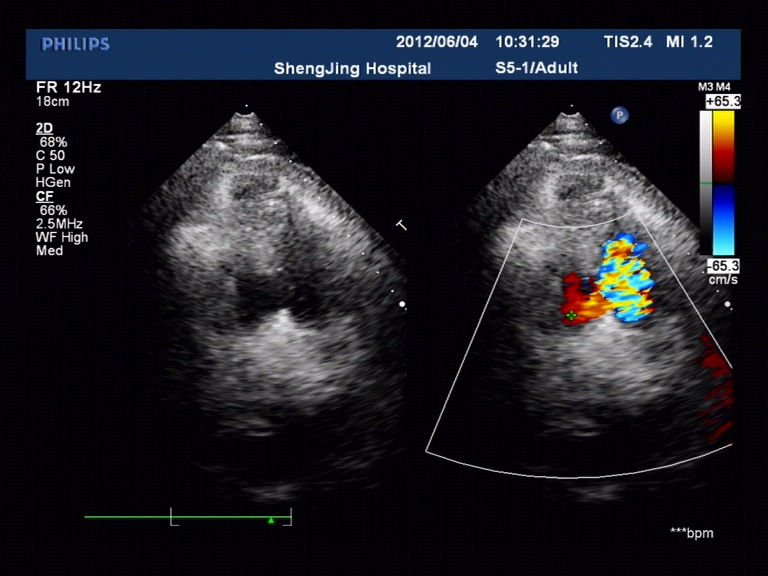 PHILIPS
2012/06/04 10:31:29 TIS2.4 MI 1.2
ShengJing Hospital S5-1/Adult
FR 12Hz
18cm
2D
68%
C 50
P Low
HGen
CF
66%
2.5MHz
WF High
Med
P
M3 M4
+65.3
-65.3
cm/s
***bpm